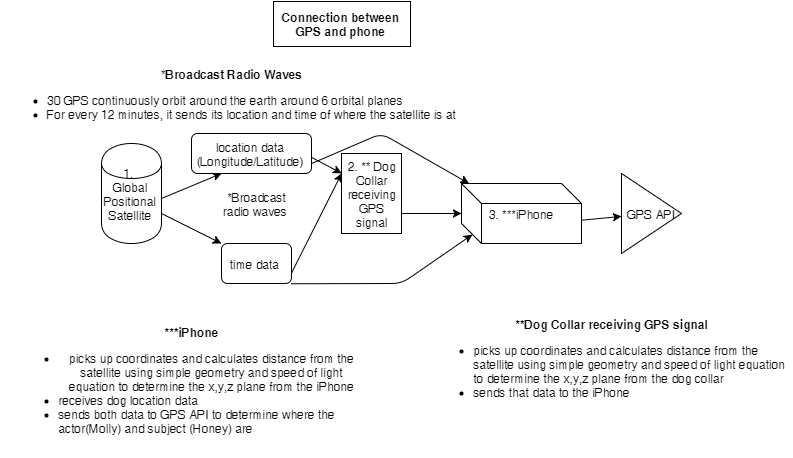 Connection between
GPS and phone
*Broadcast Radio Waves
30 GPS continuously orbit around the earth around 6 orbital planes
For every 12 minutes, it sends its location and time of where the satellite is at
1.
Global
Positional
Satellite
location data
(Longitude/Latitude)
*Broadcast
radio waves
time data
2. ** Dog
Collar
receiving
GPS
signal
3. ***iPhone
GPS API
***iPhone
picks up coordinates and calculates distance from the
satellite using simple geometry and speed of light
equation to determine the x,y,z plane from the iPhone
receives dog location data
sends both data to GPS API to determine where the
actor(Molly) and subject (Honey) are
**Dog Collar receiving GPS signal
picks up coordinates and calculates distance from the
satellite using simple geometry and speed of light equation
to determine the x,y,z plane from the dog collar
sends that data to the iPhone